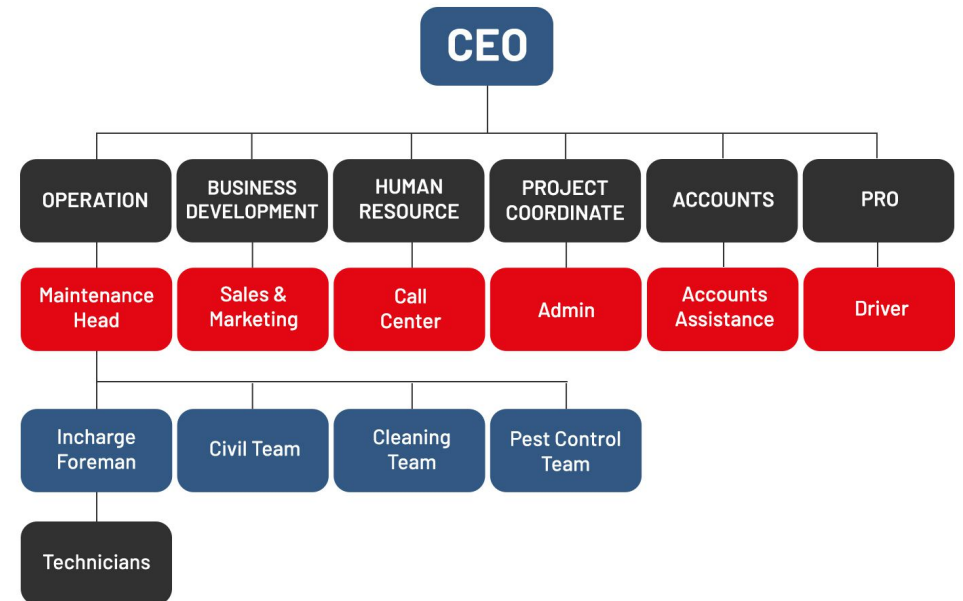 CEO
OPERATION
BUSINESS
DEVELOPMENT
HUMAN
RESOURCE
PROJECT
COORDINATE
ACCOUNTS
PRO
Maintenance
Head
Sales &
Marketing
Call
Center
Admin
Accounts
Assistance
Driver
Incharge
Foreman
Civil Team
Cleaning
Team
Pest Control
Team
Technicians